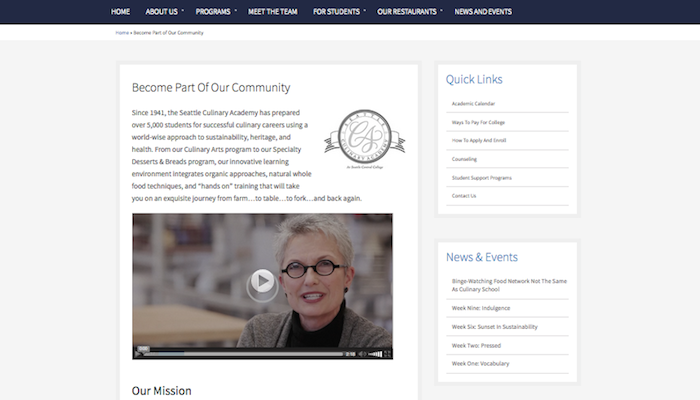 HOME ABOUT US PROGRAMS MEET THE TEAM FOR STUDENTS OUR RESTAURANTS NEWS AND EVENTS
Home » Become Part of Our Community
Become Part Of Our Community
Since 1941, the Seattle Culinary Academy has prepared
over 5,000 students for successful culinary careers using a
world-wise approach to sustainability, heritage, and
health. From our Culinary Arts program to our Specialty
Desserts & Breads program, our innovative learning
environment integrates organic approaches, natural whole
food techniques, and "hands on" training that will take
you on an exquisite journey from farm…to table…to fork…and back again.
SEATTLE
CULINARY ACADEMY
At Seattle Central College
Our Mission
Quick Links
Academic Calendar
Ways To Pay For College
How To Apply And Enroll
Counseling
Student Support Programs
Contact Us
News & Events
Binge-Watching Food Network Not The Same
As Culinary School
Week Nine: Indulgence
Week Six: Sunset In Sustainability
Week Two: Pressed
Week One: Vocabulary